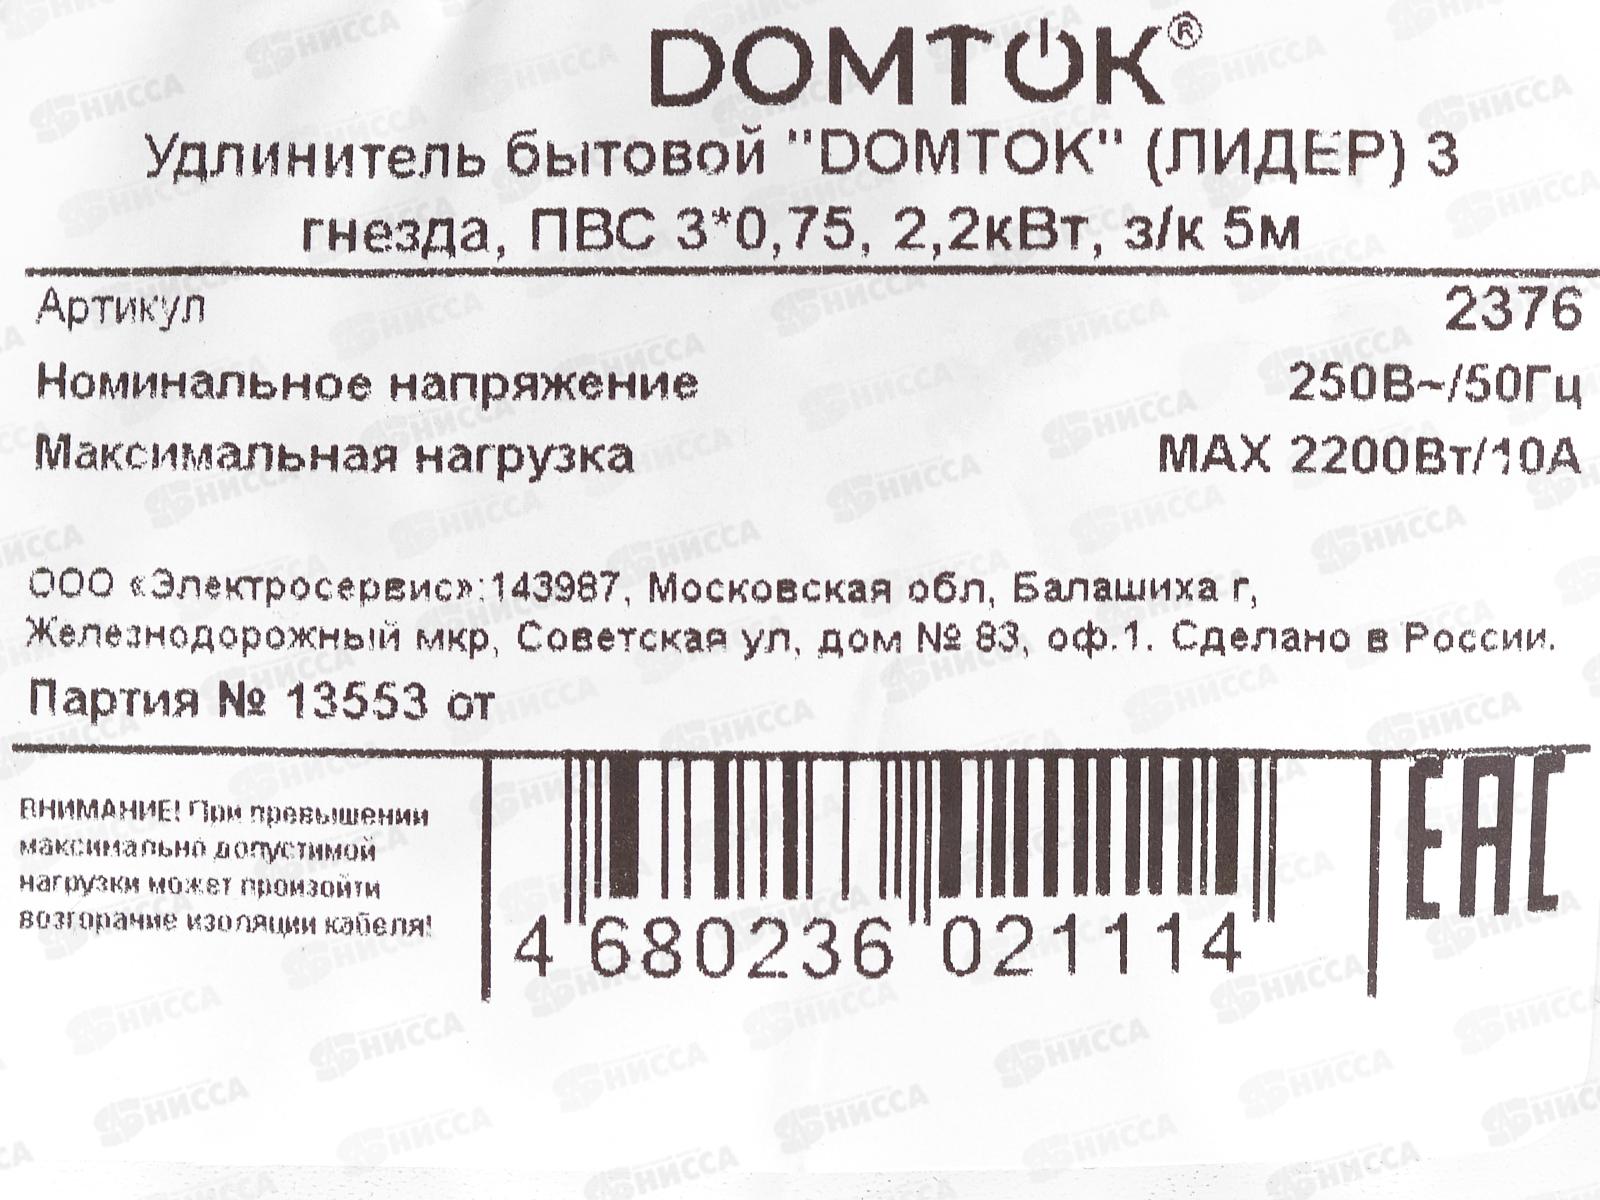 DOMTOK®
Удлинитель бытовой "DOMTOK" (ЛИДЕР) 3
гнезда, ПВС 3*0,75, 2,2кВт, з/к 5м
Артикул 2376
Номинальное напряжение 250В~/50Гц
Максимальная нагрузка MAX 2200Вт/10А
ООО «Электросервис»:143987, Московская обл, Балашиха г,
Железнодорожный мкр, Советская ул, дом № 83, оф.1. Сделано в России.
Партия № 13553 от
ВНИМАНИЕ! При превышении
максимально допустимой
нагрузки может произойти
возгорание изоляции кабеля!
4 680236 021114
EAC
НИССА